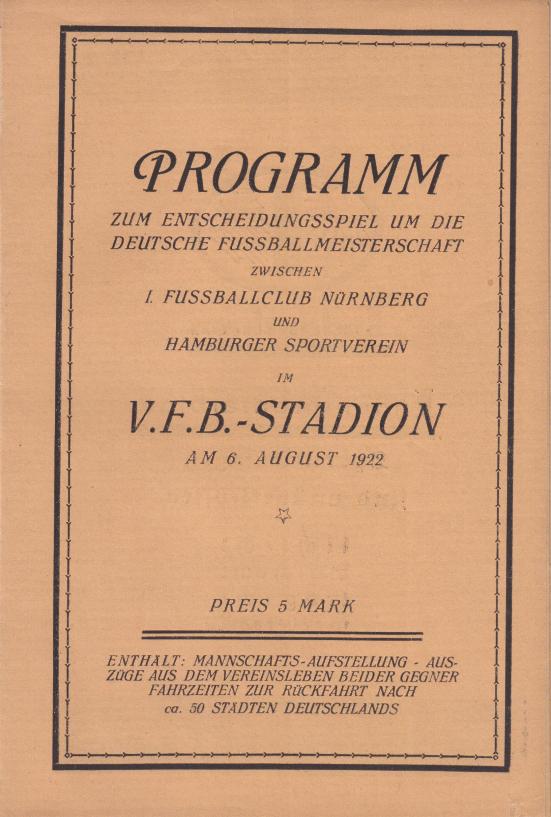 PROGRAMM
ZUM ENTSCHEIDUNGSSPIEL UM DIE
DEUTSCHE FUSSBALLMEISTERSCHAFT
ZWISCHEN
I. FUSSBALLCLUB NÜRNBERG
UND
HAMBURGER SPORTVEREIN
IM
V.F.B.-STADION
AM 6. AUGUST 1922
PREIS 5 MARK
ENTHÄLT: MANNSCHAFTS-AUFSTELLUNG - AUS-
ZÜGE AUS DEM VEREINSLEBEN BEIDER GEGNER
FAHRZEITEN ZUR RÜCKFAHRT NACH
ca. 50 STÄDTEN DEUTSCHLANDS